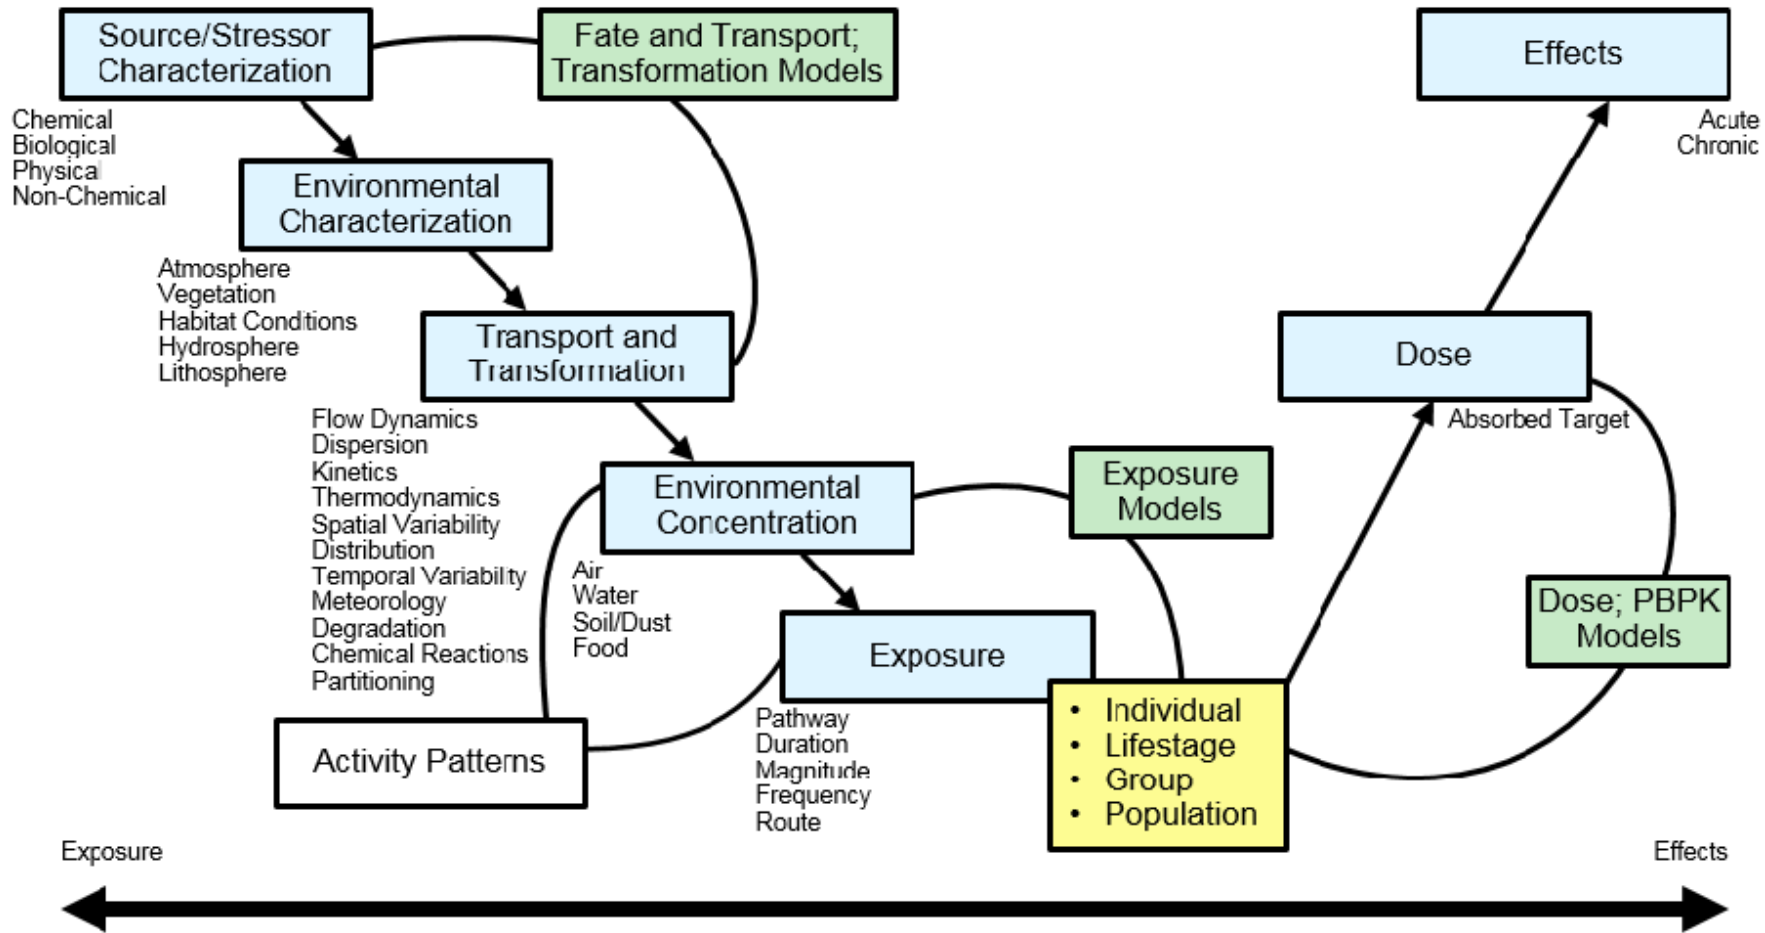 Source/Stressor
Characterization
Fate and Transport;
Transformation Models
Effects
Chemical
Biological
Physical
Non-Chemical
Acute
Chronic
Environmental
Characterization
Atmosphere
Vegetation
Habitat Conditions
Hydrosphere
Lithosphere
Transport and
Transformation
Dose
Absorbed Target
Flow Dynamics
Dispersion
Kinetics
Thermodynamics
Spatial Variability
Distribution
Temporal Variability
Meteorology
Degradation
Chemical Reactions
Partitioning
Environmental
Concentration
Exposure
Models
Air
Water
Soil/Dust
Food
Dose; PBPK
Models
Exposure
Pathway
Duration
Magnitude
Frequency
Route
• Individual
• Lifestage
• Group
• Population
Activity Patterns
Exposure
Effects